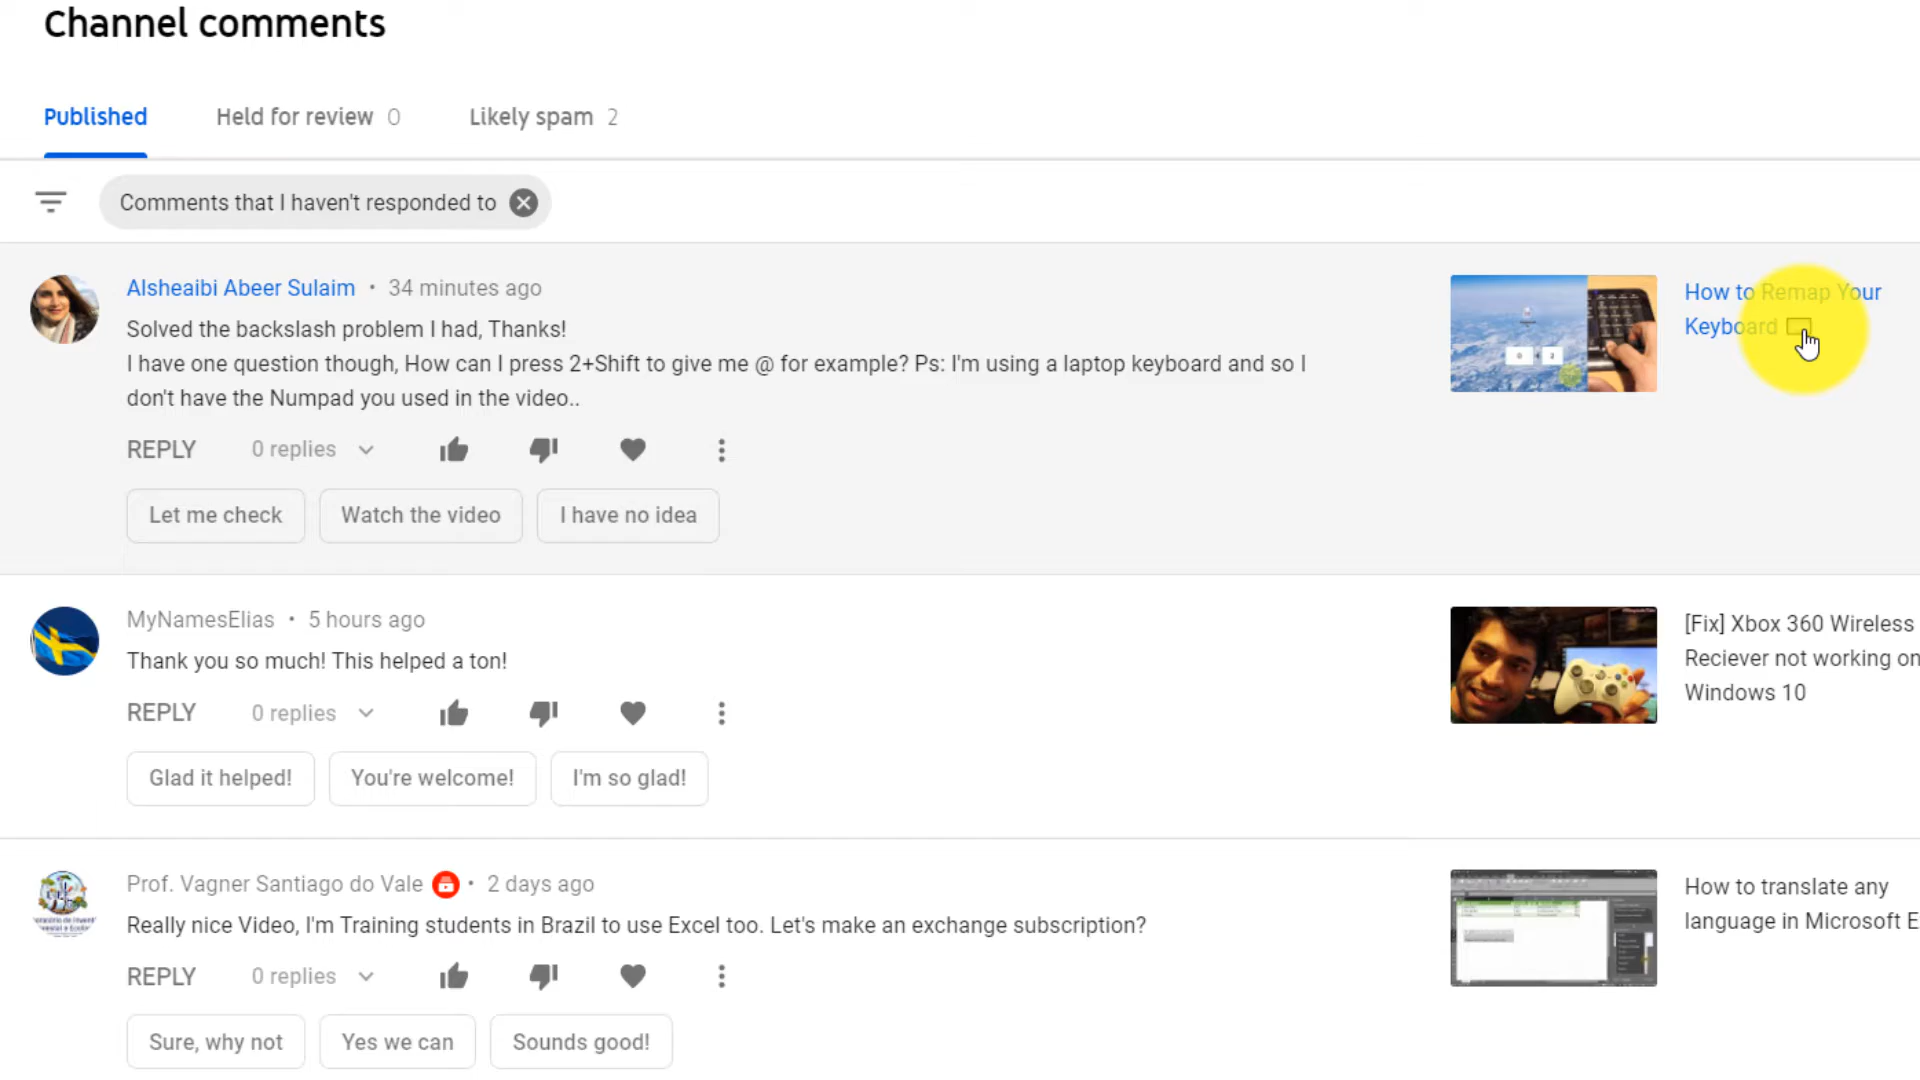 Channel comments
Published
Held for review 0
Likely spam 2
Comments that I haven't responded to
Alsheaibi Abeer Sulaim • 34 minutes ago
Solved the backslash problem I had, Thanks!
I have one question though, How can I press 2+Shift to give me @ for example? Ps: I'm using a laptop keyboard and so I
don't have the Numpad you used in the video..
REPLY 0 replies
Let me check
Watch the video
I have no idea
How to Remap Your
Keyboard
MyNamesElias • 5 hours ago
Thank you so much! This helped a ton!
REPLY 0 replies
Glad it helped!
You're welcome!
I'm so glad!
[Fix] Xbox 360 Wireless
Reciever not working on
Windows 10
Prof. Vagner Santiago do Vale • 2 days ago
Really nice Video, I'm Training students in Brazil to use Excel too. Let's make an exchange subscription?
REPLY 0 replies
Sure, why not
Yes we can
Sounds good!
How to translate any
language in Microsoft E